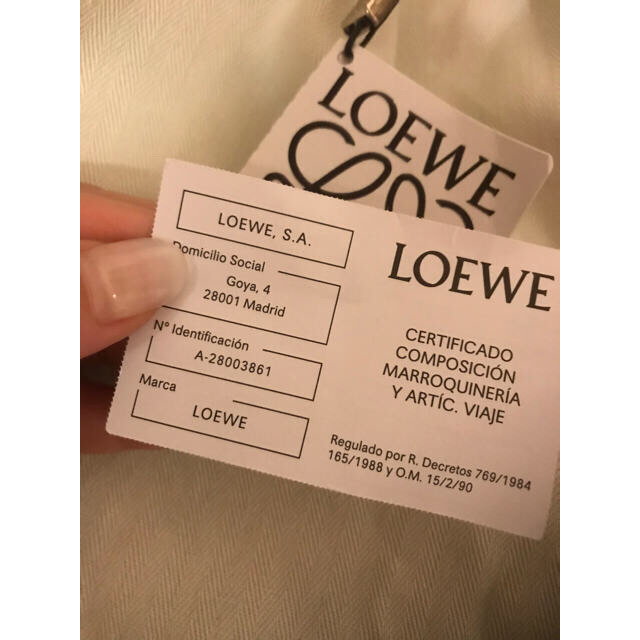 LOEWE
LOEWE, S.A.
Domicilio Social
Goya, 4
28001 Madrid
Nº Identificación
A-28003861
Marca
LOEWE
LOEWE
CERTIFICADO
COMPOSICIÓN
MARROQUINERÍA
Y ARTÍC. VIAJE
Regulado por R. Decretos 769/1984
165/1988 y O.M. 15/2/90